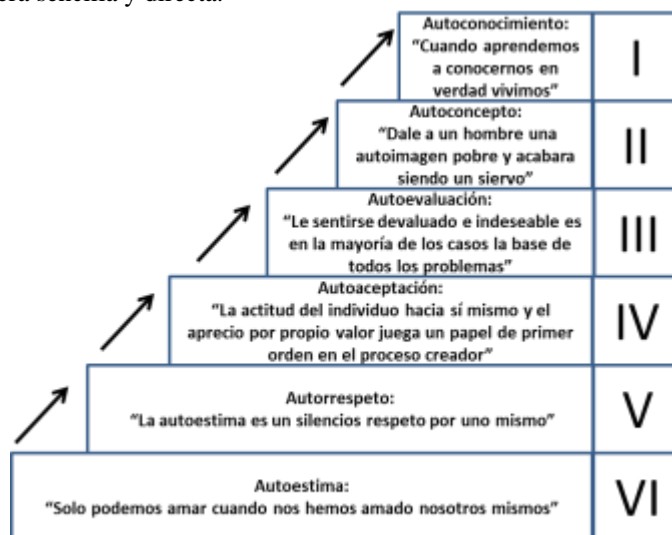 era sencilla y directa.
Autoconocimiento:
“Cuando aprendemos
a conocernos en
verdad vivimos”
I
Autoconcepto:
“Dale a un hombre una
autoimagen pobre y acabara
siendo un siervo”
II
Autoevaluación:
“Le sentirse devaluado e indeseable es
en la mayoría de los casos la base de
todos los problemas”
III
Autoaceptación:
“La actitud del individuo hacia sí mismo y el
aprecio por propio valor juega un papel de primer
orden en el proceso creador”
IV
Autorrespeto:
“La autoestima es un silencios respeto por uno mismo”
V
Autoestima:
“Solo podemos amar cuando nos hemos amado nosotros mismos”
VI